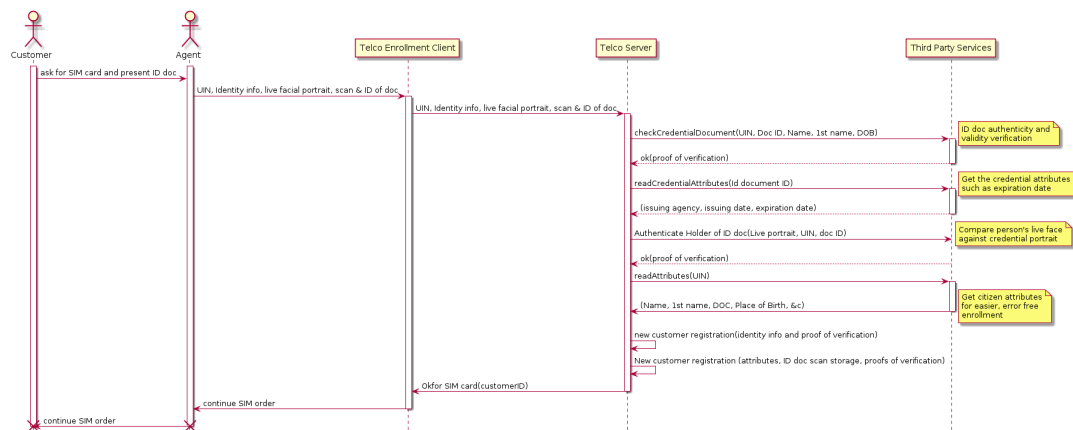 Customer
Agent
Telco Enrollment Client
Telco Server
Third Party Services
ask for SIM card and present ID doc
UIN, Identity info, live facial portrait, scan & ID of doc
UIN, Identity info, live facial portrait, scan & ID of doc
checkCredentialDocument(UIN, Doc ID, Name, 1st name, DOB)
ID doc authenticity and
validity verification
ok(proof of verification)
readCredentialAttributes(Id document ID)
Get the credential attributes
such as expiration date
(issuing agency, issuing date, expiration date)
Authenticate Holder of ID doc(Live portrait, UIN, doc ID)
Compare person's live face
against credential portrait
ok(proof of verification)
readAttributes(UIN)
(Name, 1st name, DOC, Place of Birth, &c)
Get citizen attributes
for easier, error free
enrollment
new customer registration(identity info and proof of verification)
New customer registration (attributes, ID doc scan storage, proofs of verification)
Okfor SIM card(customerID)
continue SIM order
continue SIM order